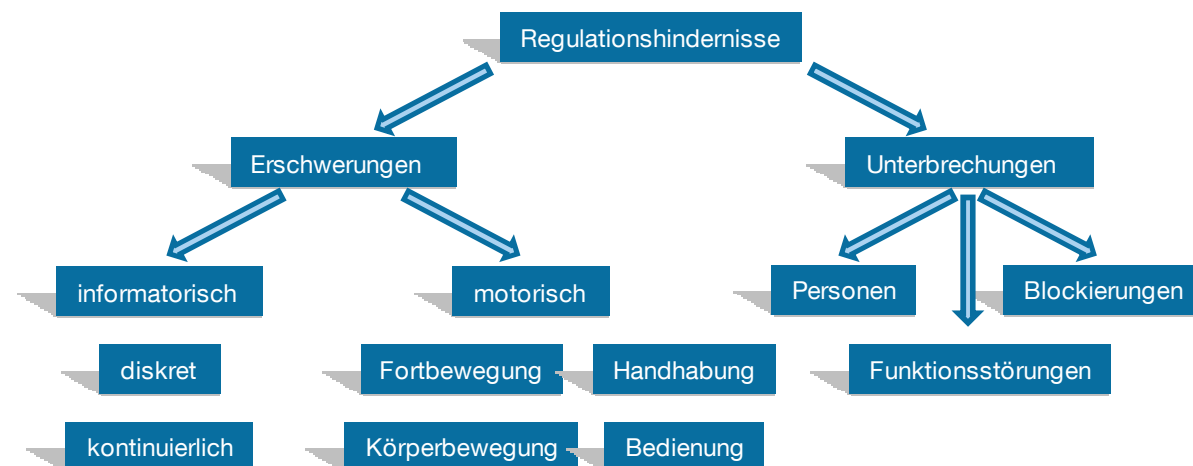 Regulationshindernisse
Erschwerungen
Unterbrechungen
informatorisch
motorisch
Personen
Blockierungen
diskret
Fortbewegung
Handhabung
Funktionsstörungen
kontinuierlich
Körperbewegung
Bedienung